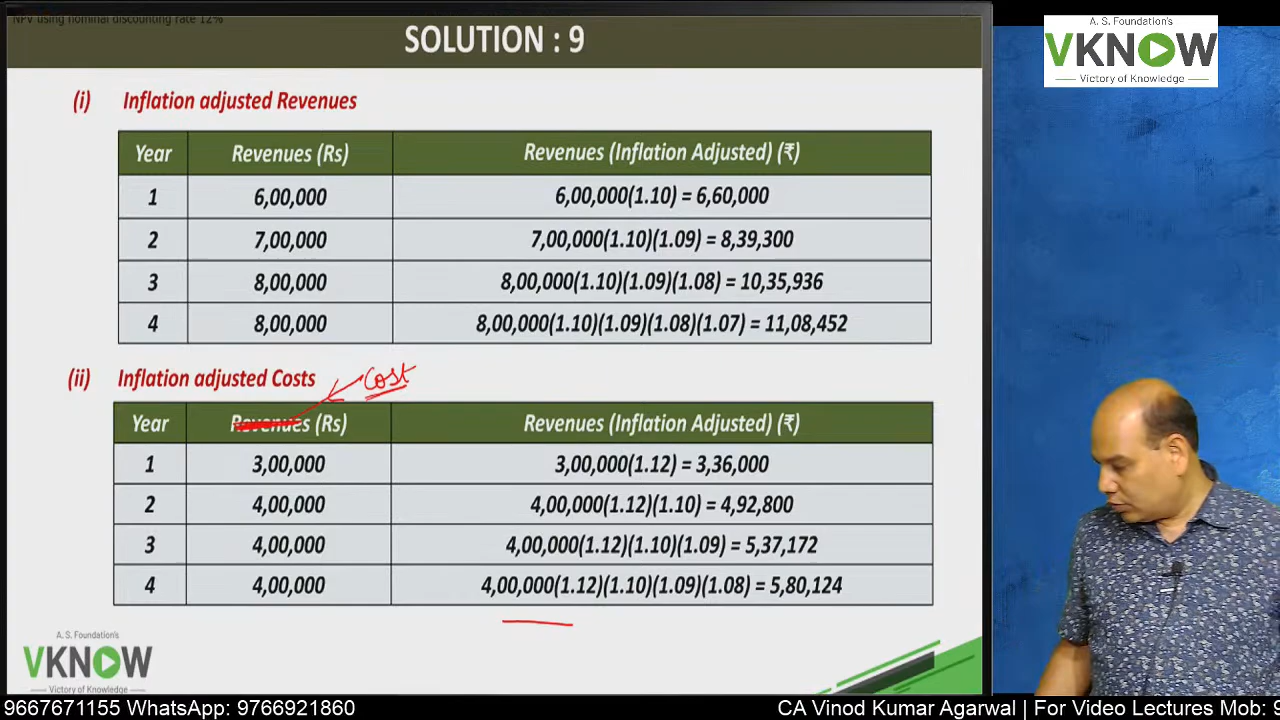 NPV using nominal discounting rate 12%
SOLUTION : 9
A. S. Foundation's
VKNOW
Victory of Knowledge
(i) Inflation adjusted Revenues
Year Revenues (Rs) Revenues (Inflation Adjusted) (₹)
1 6,00,000 6,00,000(1.10) = 6,60,000
2 7,00,000 7,00,000(1.10)(1.09) = 8,39,300
3 8,00,000 8,00,000(1.10)(1.09)(1.08) = 10,35,936
4 8,00,000 8,00,000(1.10)(1.09)(1.08)(1.07) = 11,08,452
(ii) Inflation adjusted Costs
Cost
Year Revenues (Rs) Revenues (Inflation Adjusted) (₹)
1 3,00,000 3,00,000(1.12) = 3,36,000
2 4,00,000 4,00,000(1.12)(1.10) = 4,92,800
3 4,00,000 4,00,000(1.12)(1.10)(1.09) = 5,37,172
4 4,00,000 4,00,000(1.12)(1.10)(1.09)(1.08) = 5,80,124
A. S. Foundation's
VKNOW
Victory of Knowledge
9667671155 WhatsApp: 9766921860 CA Vinod Kumar Agarwal | For Video Lectures Mob: 9